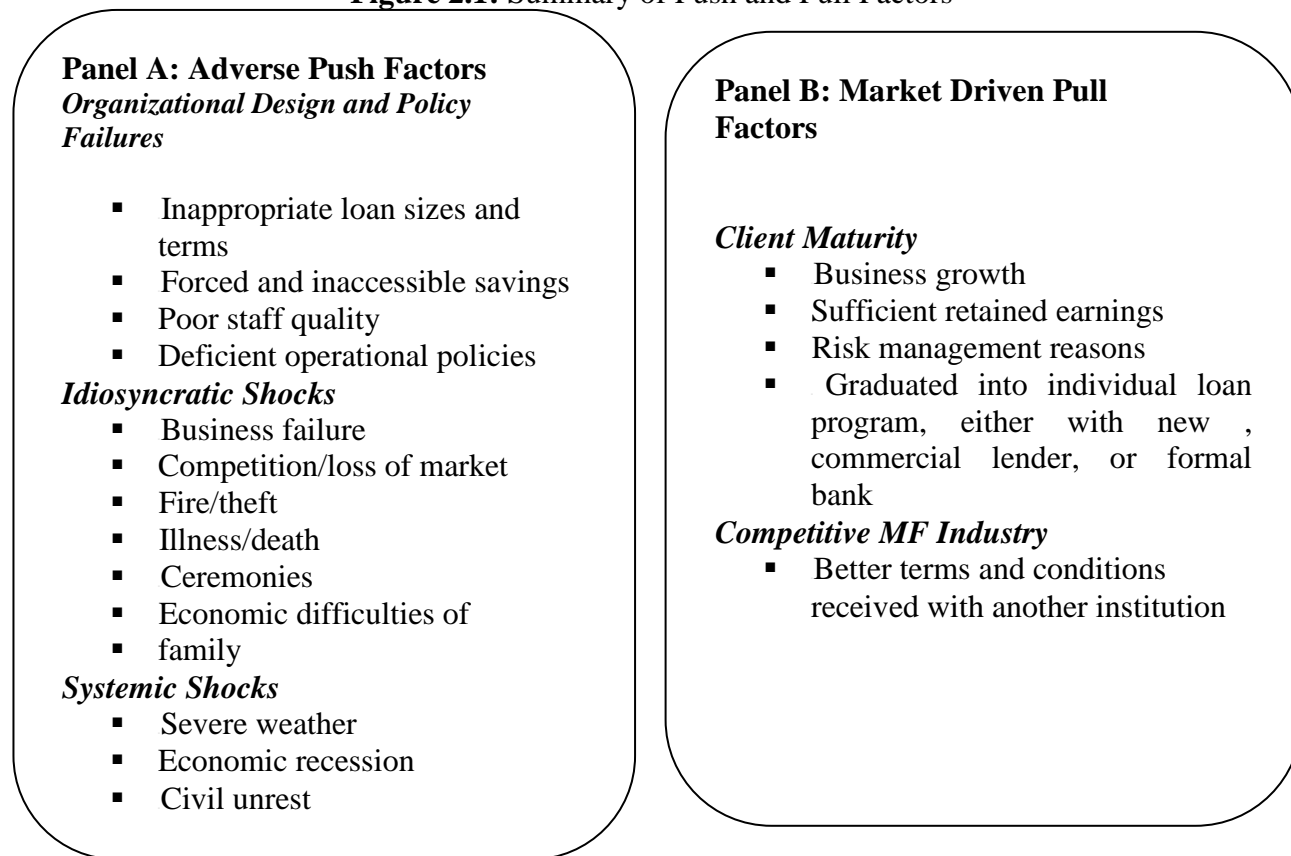 Figure 2.1: Summary of Push and Pull Factors
Panel A: Adverse Push Factors
Organizational Design and Policy
Failures
▪ Inappropriate loan sizes and
terms
▪ Forced and inaccessible savings
▪ Poor staff quality
▪ Deficient operational policies
Idiosyncratic Shocks
▪ Business failure
▪ Competition/loss of market
▪ Fire/theft
▪ Illness/death
▪ Ceremonies
▪ Economic difficulties of
▪ family
Systemic Shocks
▪ Severe weather
▪ Economic recession
▪ Civil unrest
Panel B: Market Driven Pull
Factors
Client Maturity
▪ Business growth
▪ Sufficient retained earnings
▪ Risk management reasons
▪ Graduated into individual loan
program, either with new ,
commercial lender, or formal
bank
Competitive MF Industry
▪ Better terms and conditions
received with another institution